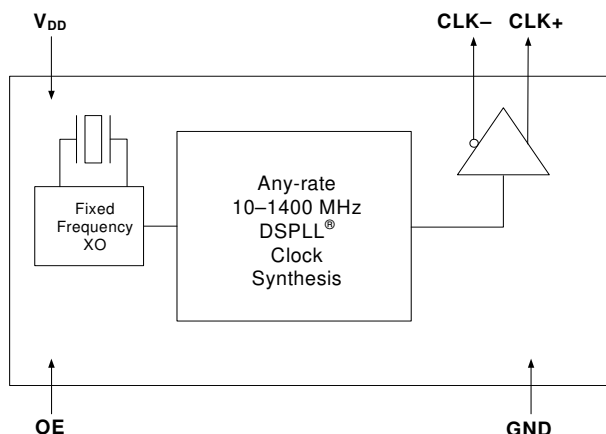 VDD
CLK– CLK+
Fixed
Frequency
XO
Any-rate
10–1400 MHz
DSPLL®
Clock
Synthesis
OE
GND